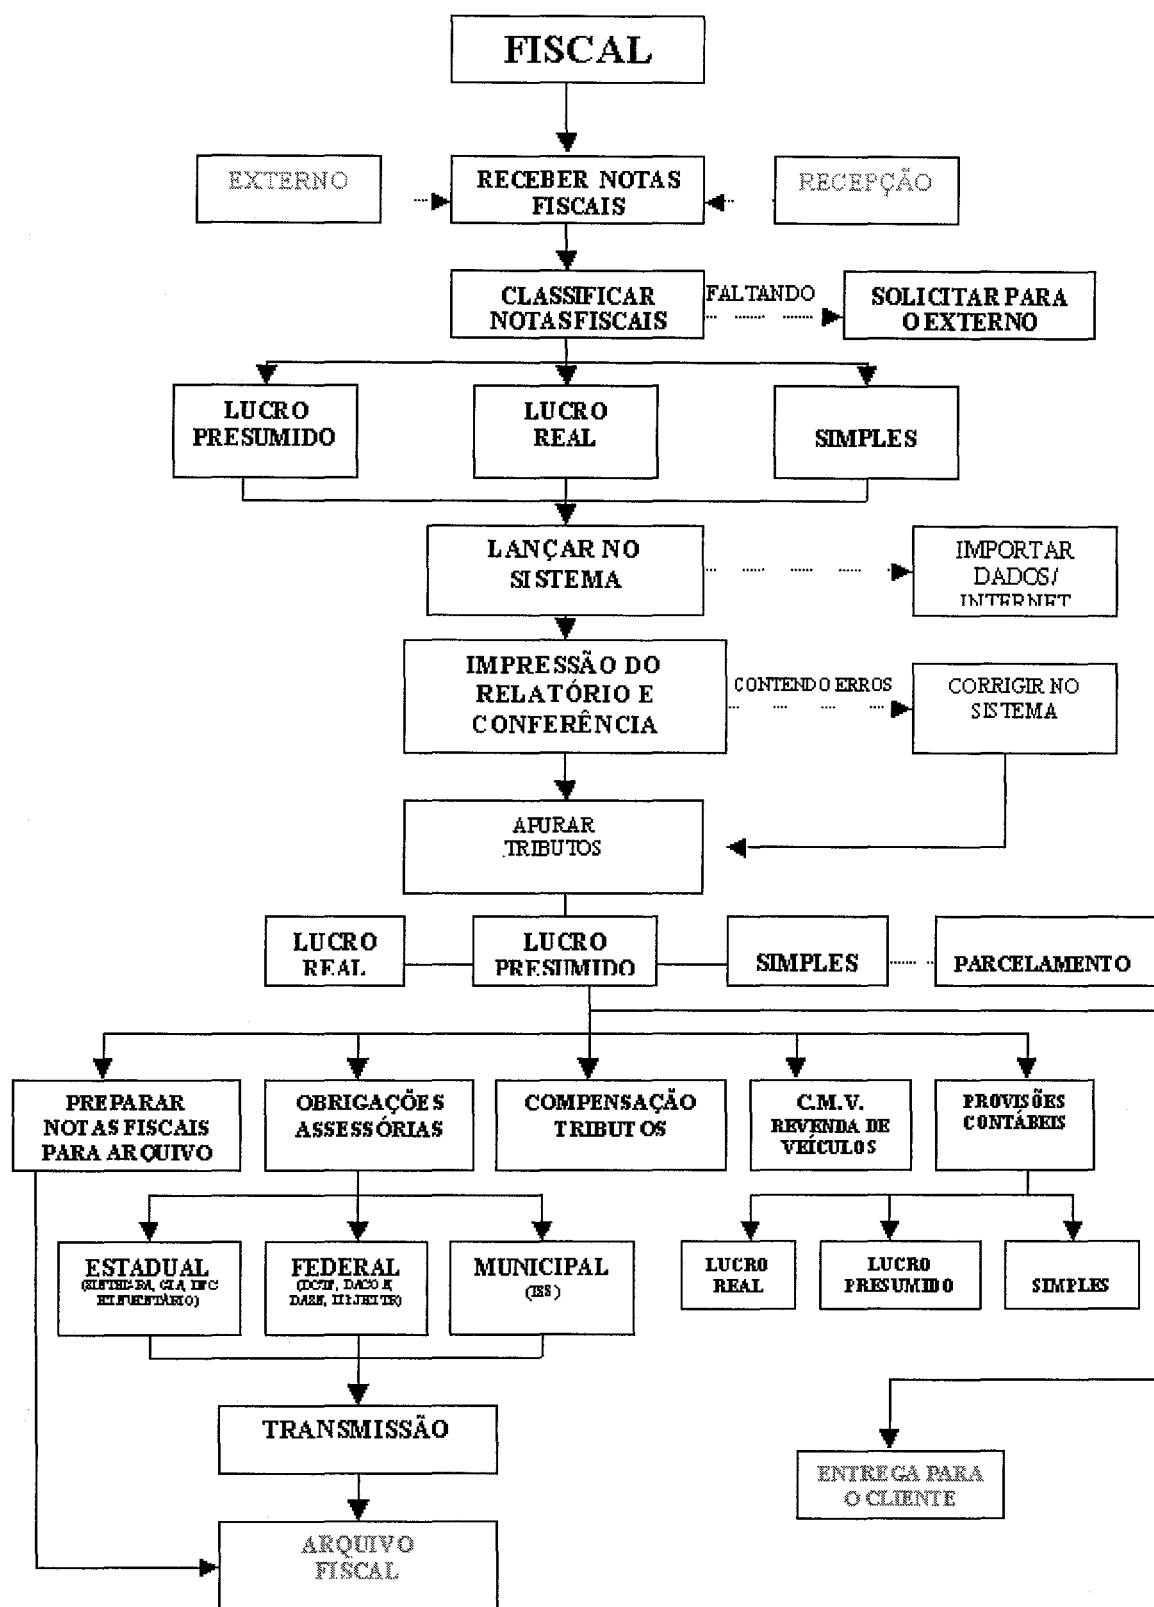 FISCAL
EXTERNO
RECEBER NOTAS
FISCAIS
RECEPÇÃO
CLASSIFICAR
NOTAS FISCAIS
FALTANDO
SOLICITAR PARA
O EXTERNO
LUCRO
PRESUMIDO
LUCRO
REAL
SIMPLES
LANÇAR NO
SISTEMA
IMPORTAR
DADOS/
INTERNET
IMPRESSÃO DO
RELATÓRIO E
CONFERÊNCIA
CONTENDO ERROS
CORRIGIR NO
SISTEMA
APURAR
TRIBUTOS
LUCRO
REAL
LUCRO
PRESUMIDO
SIMPLES
PARCELAMENTO
PREPARAR
NOTAS FISCAIS
PARA ARQUIVO
OBRIGAÇÕES
ASSESSÓRIAS
COMPENSAÇÃO
TRIBUTOS
C.M.V.
REVENDA DE
VEÍCULOS
PROVISÕES
CONTÁBEIS
ESTADUAL
FEDERAL
MUNICIPAL
(ISS)
LUCRO
REAL
LUCRO
PRESUMIDO
SIMPLES
TRANSMISSÃO
ENTREGA PARA
O CLIENTE
ARQUIVO
FISCAL